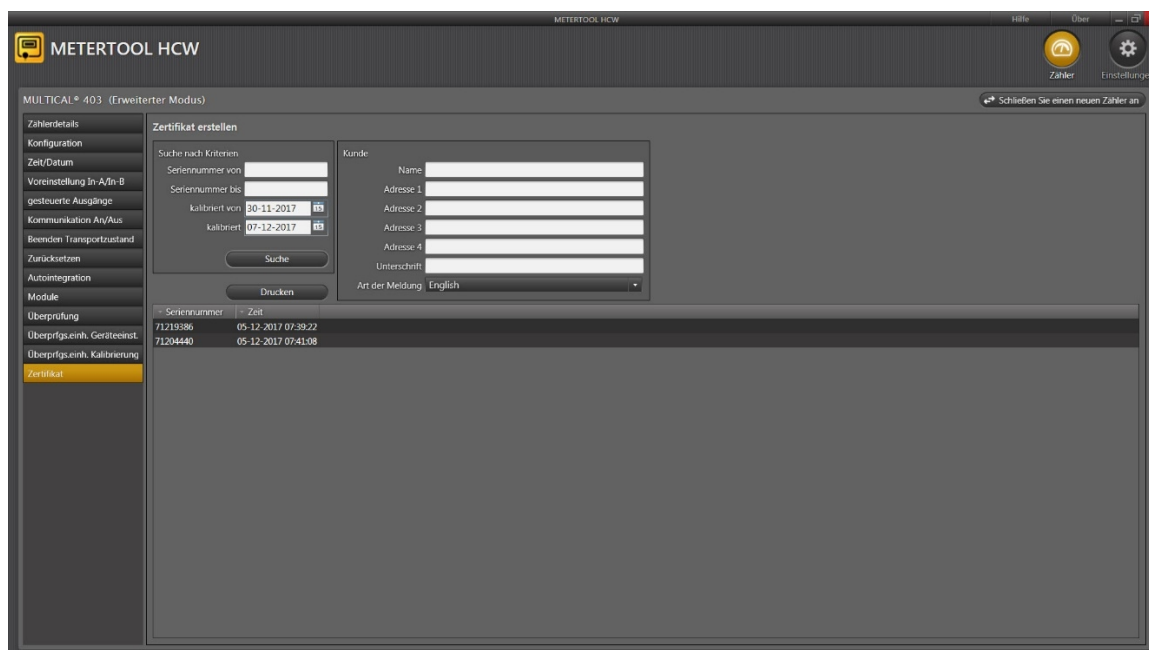 METERTOOL HCW
Hilfe
Über
METERTOOL HCW
Zähler
Einstellunge
MULTICAL® 403 (Erweiterter Modus)
Schließen Sie einen neuen Zähler an
Zählerdetails
Konfiguration
Zeit/Datum
Voreinstellung In-A/In-B
gesteuerte Ausgänge
Kommunikation An/Aus
Beenden Transportzustand
Zurücksetzen
Autointegration
Module
Überprüfung
Überprfgs.einh. Geräteeinst.
Überprfgs.einh. Kalibrierung
Zertifikat
Zertifikat erstellen
Suche nach Kriterien
Seriennummer von
Seriennummer bis
kalibriert von 30-11-2017 15
kalibriert 07-12-2017 15
Suche
Drucken
Kunde
Name
Adresse 1
Adresse 2
Adresse 3
Adresse 4
Unterschrift
Art der Meldung English
Seriennummer Zeit
71219386 05-12-2017 07:39:22
71204440 05-12-2017 07:41:08